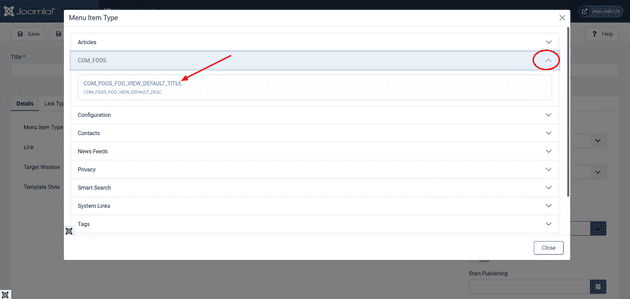 Joomla!
Menu Item Type
Save
Help
Title *
Articles
COM_FOOS
COM_FOOS_FOO_VIEW_DEFAULT_TITLE
COM_FOOS_FOO_VIEW_DEFAULT_DESC
Details
Link Typ
Configuration
Menu Item Type
Contacts
Link
News Feeds
Target Window
Privacy
Template Style
Smart Search
System Links
Tags
Close
Start Publishing